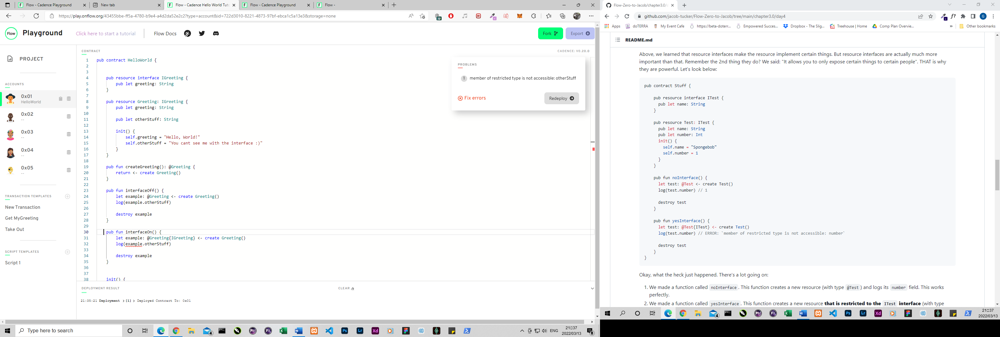 Flow - Cadence Playground
New tab
Flow - Cadence Hello World Tuto
Flow - Cadence Playground
Flow -
https://play.onflow.org/43455bbe-ff5a-4780-b9e4-a4d2da52e2c2?type=account&id=722d3010-8221-4873-97bf-ebca1c5a13e3&storage=none
32
Flow
Playground
Click here to start a tutorial
Flow Docs
Fork
Export
PROJECT
ACCOUNTS
0x01
HelloWorld
0x02
--
0x03
--
0x04
--
0x05
--
TRANSACTION TEMPLATES
New Transaction
Get MyGreeting
Take Out
SCRIPT TEMPLATES
Script 1
CONTRACT
CADENCE: V0.20.0
1 pub contract HelloWorld {
2
3
4 pub resource interface IGreeting {
5 pub let greeting: String
6 }
7
8 pub resource Greeting: IGreeting {
9 pub let greeting: String
10
11 pub let otherStuff: String
12
13 init() {
14 self.greeting = "Hello, World!"
15 self.otherStuff = "You cant see me with the interface :)"
16 }
17 }
18
19 pub fun createGreeting(): @Greeting {
20 return <- create Greeting()
21 }
22
23 pub fun interfaceOff() {
24 let example: @Greeting <- create Greeting()
25 log(example.otherStuff)
26
27 destroy example
28 }
29
30 pub fun interfaceOn() {
31 let example: @Greeting{IGreeting} <- create Greeting()
32 log(example.otherStuff)
33
34 destroy example
35 }
36
37
38 init() {
PROBLEMS
1 member of restricted type is not accessible: otherStuff
Fix errors
Redeploy
DEPLOYMENT RESULT
CLEAR
21:35:21 Deployment > [1] > Deployed Contract To: 0x01
Type here to search
4
PM
FX
Ps
Lr
Xd
ENG
21:37
2022/03/13
8
Flow-Zero-to-Jacob/chapter3.0/d
github.com/jacob-tucker/Flow-Zero-to-Jacob/tree/main/chapter3.0/day4
f?
G
Apps
doTERRA
My Event Cafe
https://beta-doterr...
Empowered Succes...
Dropbox - The Slig...
Treehouse | Home
Comp Plan Overvie...
»
Other bookmarks
README.md
Above, we learned that resource interfaces make the resource implement certain things. But resource interfaces are actually much more
important than that. Remember the 2nd thing they do? We said: "It allows you to only expose certain things to certain people". THAT is why
they are powerful. Let's look below:
pub contract Stuff {
pub resource interface ITest {
pub let name: String
}
pub resource Test: ITest {
pub let name: String
pub let number: Int
init() {
self.name = "Spongebob"
self.number = 1
}
}
pub fun noInterface() {
let test: @Test <- create Test()
log(test.number) // 1
destroy test
}
pub fun yesInterface() {
let test: @Test{ITest} <- create Test()
log(test.number) // ERROR: `member of restricted type is not accessible: number`
destroy test
}
}
Okay, what the heck just happened. There's a lot going on:
1. We made a function called noInterface. This function creates a new resource (with type @Test) and logs its number field. This works
perfectly.
2. We made a function called yesInterface. This function creates a new resource that is restricted to the ITest interface (with type
4
PM
FX
Ps
Lr
Xd
21:37
2022/03/13